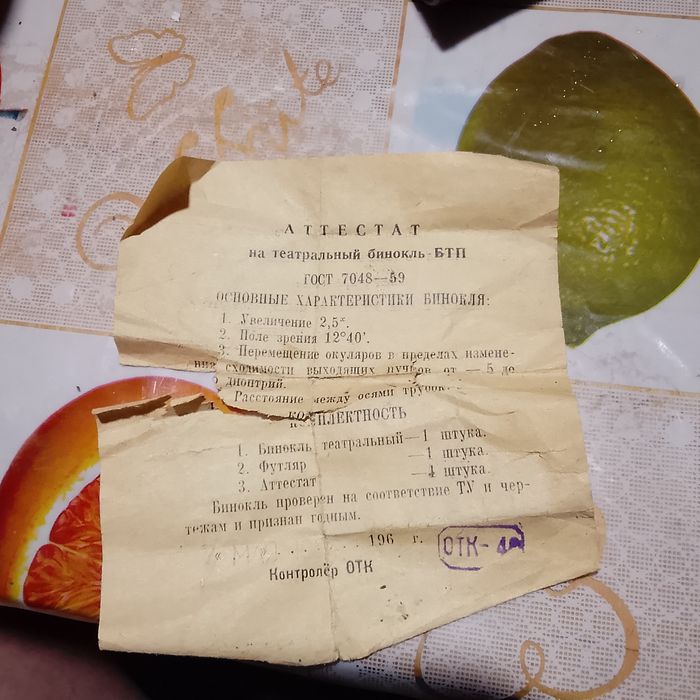 АТТЕСТАТ
на театральный бинокль БТП
ГОСТ 7048—59
ОСНОВНЫЕ ХАРАКТЕРИСТИКИ БИНОКЛЯ:
1. Увеличение 2,5ˣ.
2. Поле зрения 12°40'.
3. Перемещение окуляров в пределах измене-
ния сходимости выходящих пучков от — 5 до
диоптрий.
Расстояние между осями
КОМПЛЕКТНОСТЬ
1. Бинокль театральный—1 штука.
2. Футляр —1 штука.
3. Аттестат —1 штука.
Бинокль проверен на соответствие ТУ и чер-
тежам и признан годным.
196 г. ОТК-4
Контролёр ОТК